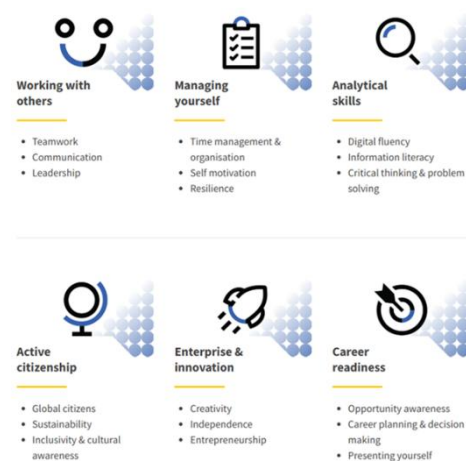 Working with
others
• Teamwork
• Communication
• Leadership
Managing
yourself
• Time management &
organisation
• Self motivation
• Resilience
Analytical
skills
• Digital fluency
• Information literacy
• Critical thinking & problem
solving
Active
citizenship
• Global citizens
• Sustainability
• Inclusivity & cultural
awareness
Enterprise &
innovation
• Creativity
• Independence
• Entrepreneurship
Career
readiness
• Opportunity awareness
• Career planning & decision
making
• Presenting yourself